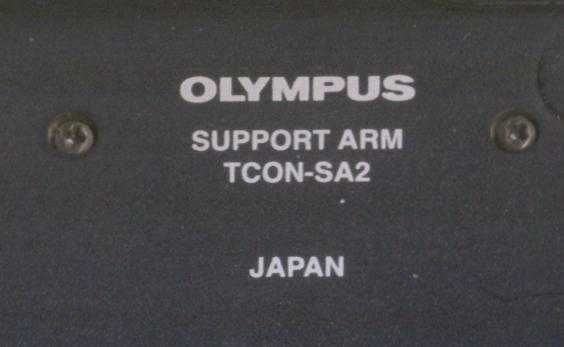 OLYMPUS
SUPPORT ARM
TCON-SA2
JAPAN